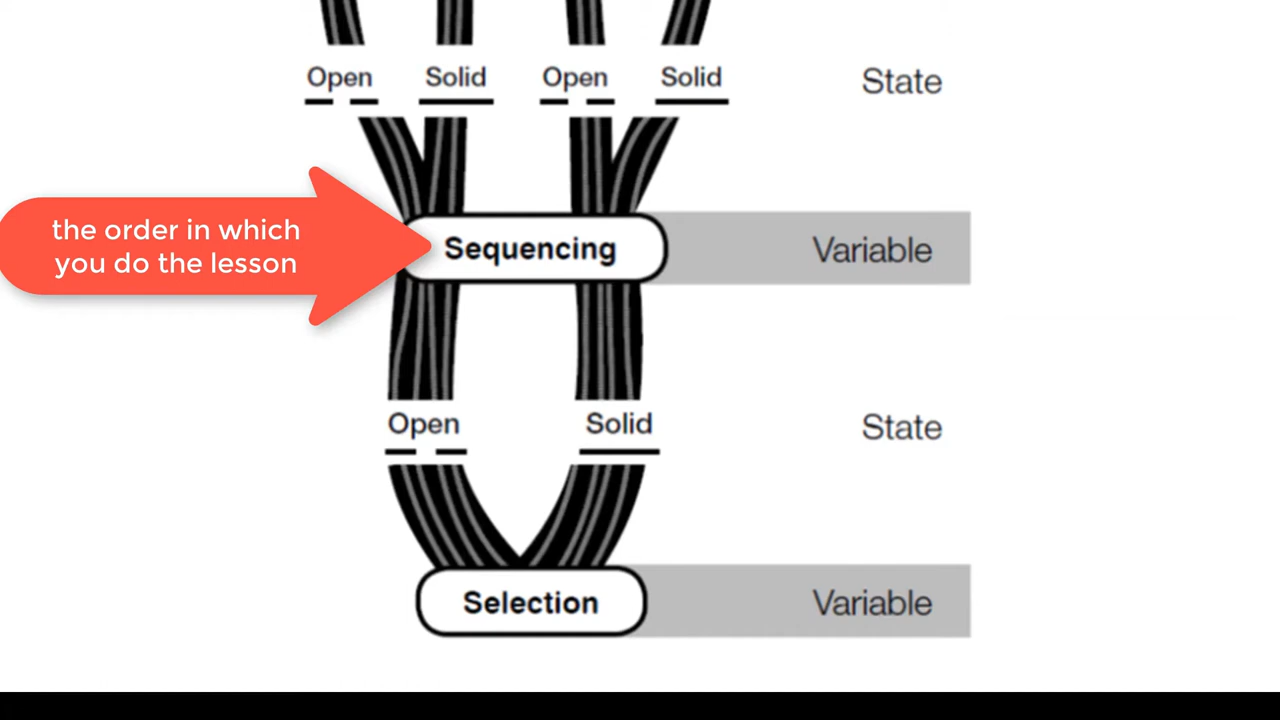 Open Solid Open Solid State
the order in which
you do the lesson
Sequencing Variable
Open Solid State
Selection Variable